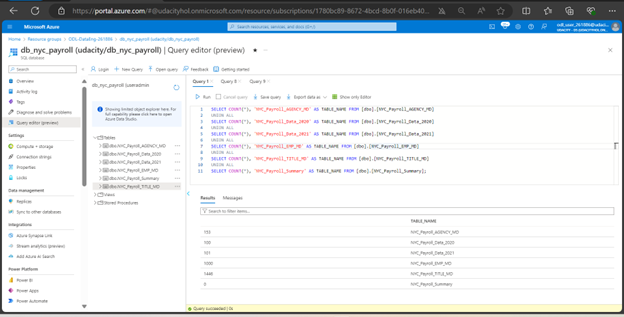 https://portal.azure.com/#@udacityhol.onmicrosoft.com/resource/subscriptions/1780bc89-8672-4bcd-8b0f-016eb40...
Microsoft Azure
Search resources, services, and docs (G+/)
Home > Resource groups > ODL-DataEng-261896 > db_nyc_payroll (udacity/db_nyc_payroll)
db_nyc_payroll (udacity/db_nyc_payroll) | Query editor (preview)
SQL database
Search
Login
New Query
Open query
Feedback
Getting started
Overview
Activity log
Tags
Diagnose and solve problems
Query editor (preview)
Settings
Compute + storage
Connection strings
Properties
Locks
Data management
Replicas
Sync to other databases
Integrations
Azure Synapse Link
Stream analytics (preview)
Add Azure AI Search
Power Platform
Power BI
Power Apps
Power Automate
db_nyc_payroll (useradmin)
Showing limited object explorer here. For full capability please click here to open Azure Data Studio.
Tables
dbo.NYC_Payroll_AGENCY_MD
dbo.NYC_Payroll_Data_2020
dbo.NYC_Payroll_Data_2021
dbo.NYC_Payroll_EMP_MD
dbo.NYC_Payroll_Summary
dbo.NYC_Payroll_TITLE_MD
Views
Stored Procedures
Query 1
Query 8
Query 9
Run
Cancel query
Save query
Export data as
Show only Editor
1 SELECT COUNT(*), 'NYC_Payroll_AGENCY_MD' AS TABLE_NAME FROM [dbo].[NYC_Payroll_AGENCY_MD]
2 UNION ALL
3 SELECT COUNT(*), 'NYC_Payroll_Data_2020' AS TABLE_NAME FROM [dbo].[NYC_Payroll_Data_2020]
4 UNION ALL
5 SELECT COUNT(*), 'NYC_Payroll_Data_2021' AS TABLE_NAME FROM [dbo].[NYC_Payroll_Data_2021]
6 UNION ALL
7 SELECT COUNT(*), 'NYC_Payroll_EMP_MD' AS TABLE_NAME FROM [dbo].[NYC_Payroll_EMP_MD]
8 UNION ALL
9 SELECT COUNT(*), 'NYC_Payroll_TITLE_MD' AS TABLE_NAME FROM [dbo].[NYC_Payroll_TITLE_MD]
10 UNION ALL
11 SELECT COUNT(*), 'NYC_Payroll_Summary' AS TABLE_NAME FROM [dbo].[NYC_Payroll_Summary];
Results
Messages
Search to filter items...
TABLE_NAME
153 NYC_Payroll_AGENCY_MD
100 NYC_Payroll_Data_2020
101 NYC_Payroll_Data_2021
1000 NYC_Payroll_EMP_MD
1446 NYC_Payroll_TITLE_MD
0 NYC_Payroll_Summary
Query succeeded | 0s